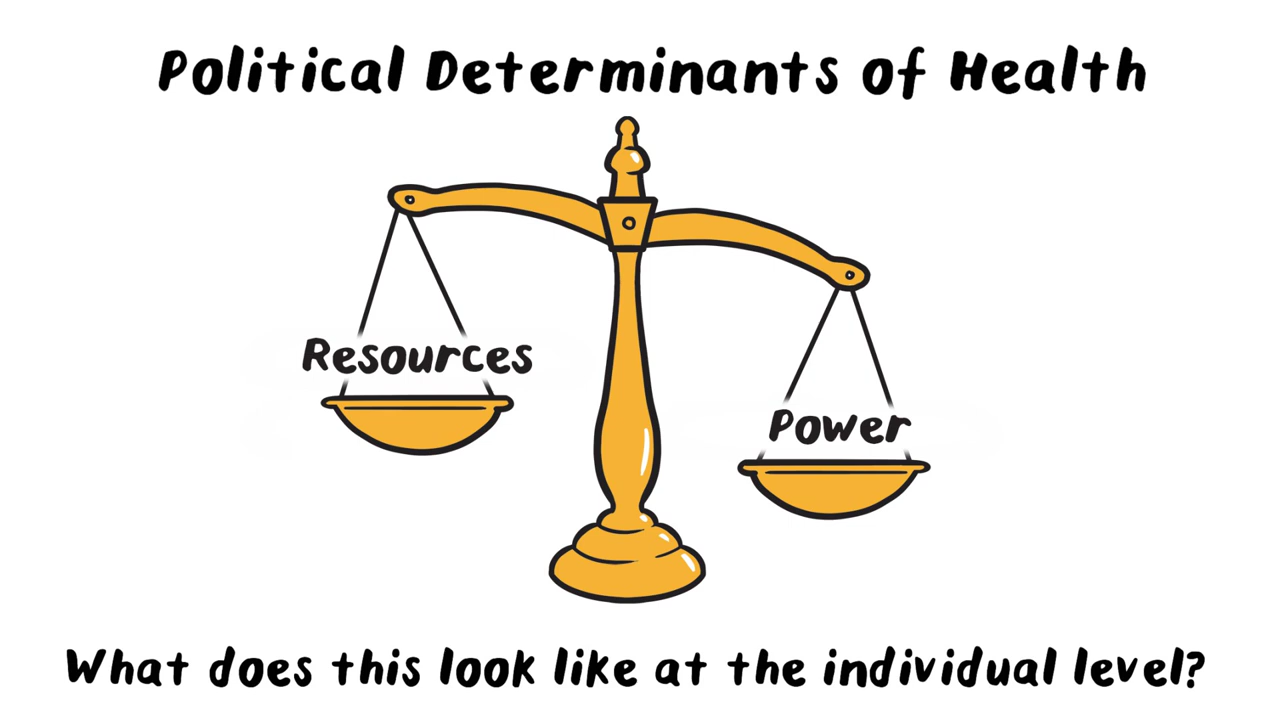 Political Determinants of Health
Resources
Power
What does this look like at the individual level?